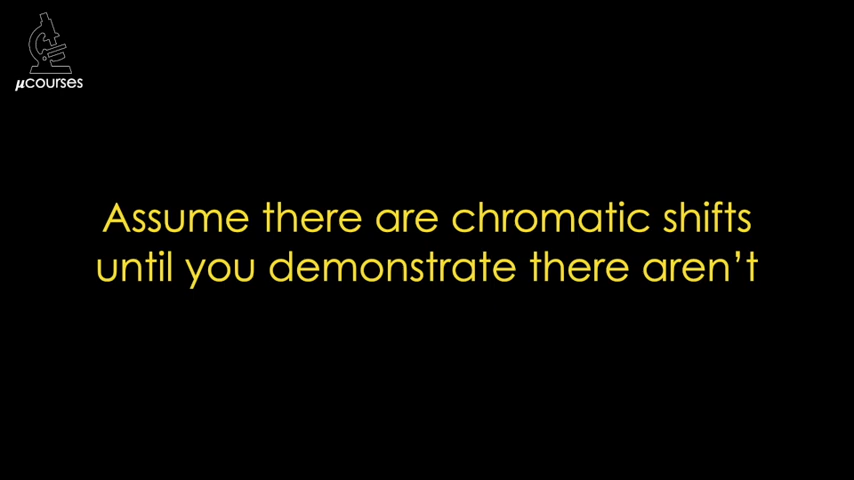 µcourses
Assume there are chromatic shifts
until you demonstrate there aren’t